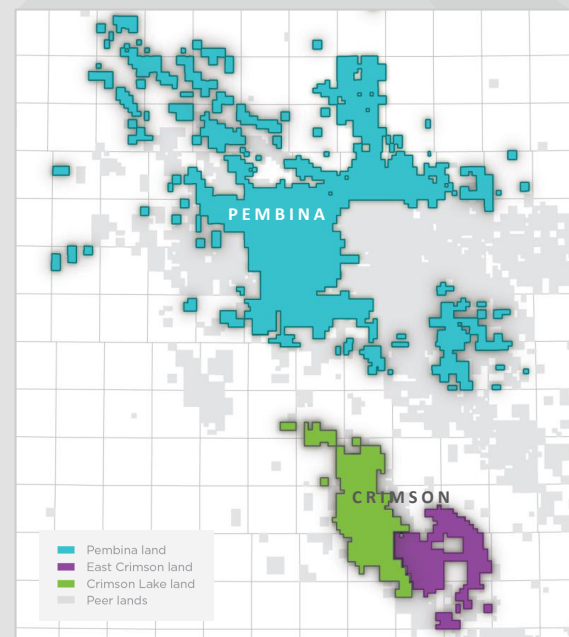 PEMBINA
CRIMSON
Pembina land
East Crimson land
Crimson Lake land
Peer lands